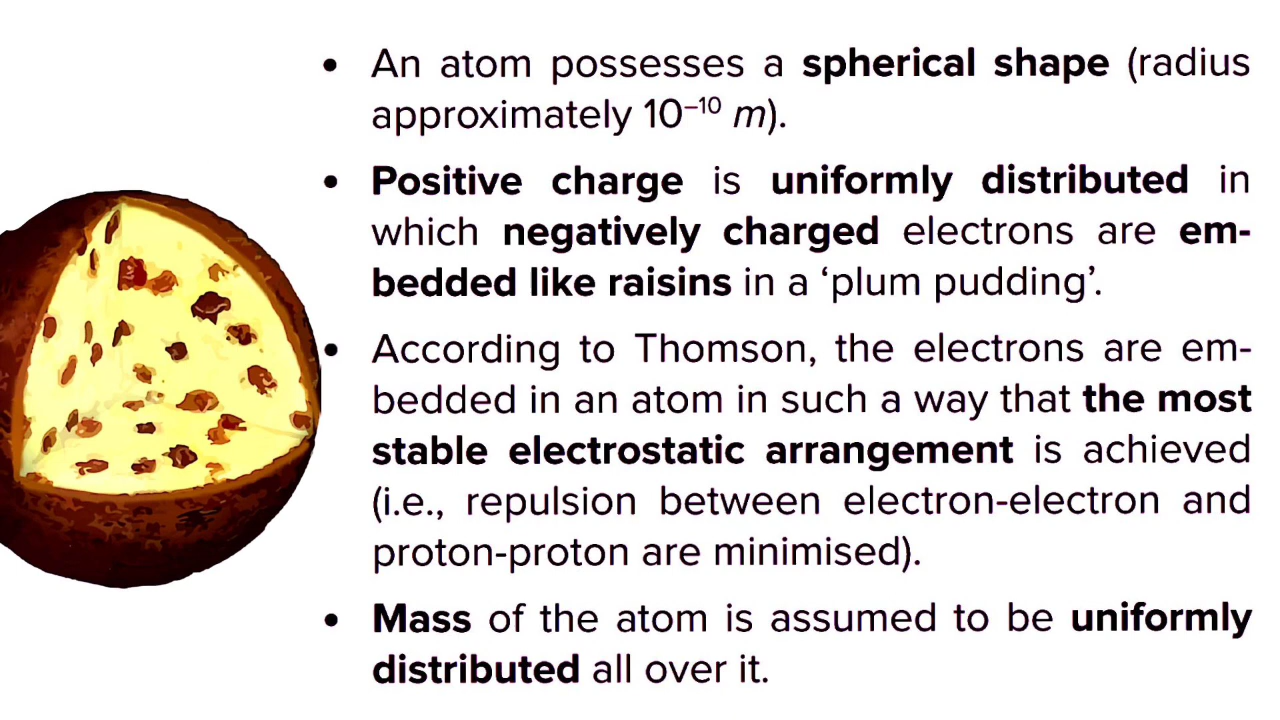 • An atom possesses a spherical shape (radius
approximately 10⁻¹⁰ m).
• Positive charge is uniformly distributed in
which negatively charged electrons are em-
bedded like raisins in a ‘plum pudding’.
• According to Thomson, the electrons are em-
bedded in an atom in such a way that the most
stable electrostatic arrangement is achieved
(i.e., repulsion between electron-electron and
proton-proton are minimised).
• Mass of the atom is assumed to be uniformly
distributed all over it.